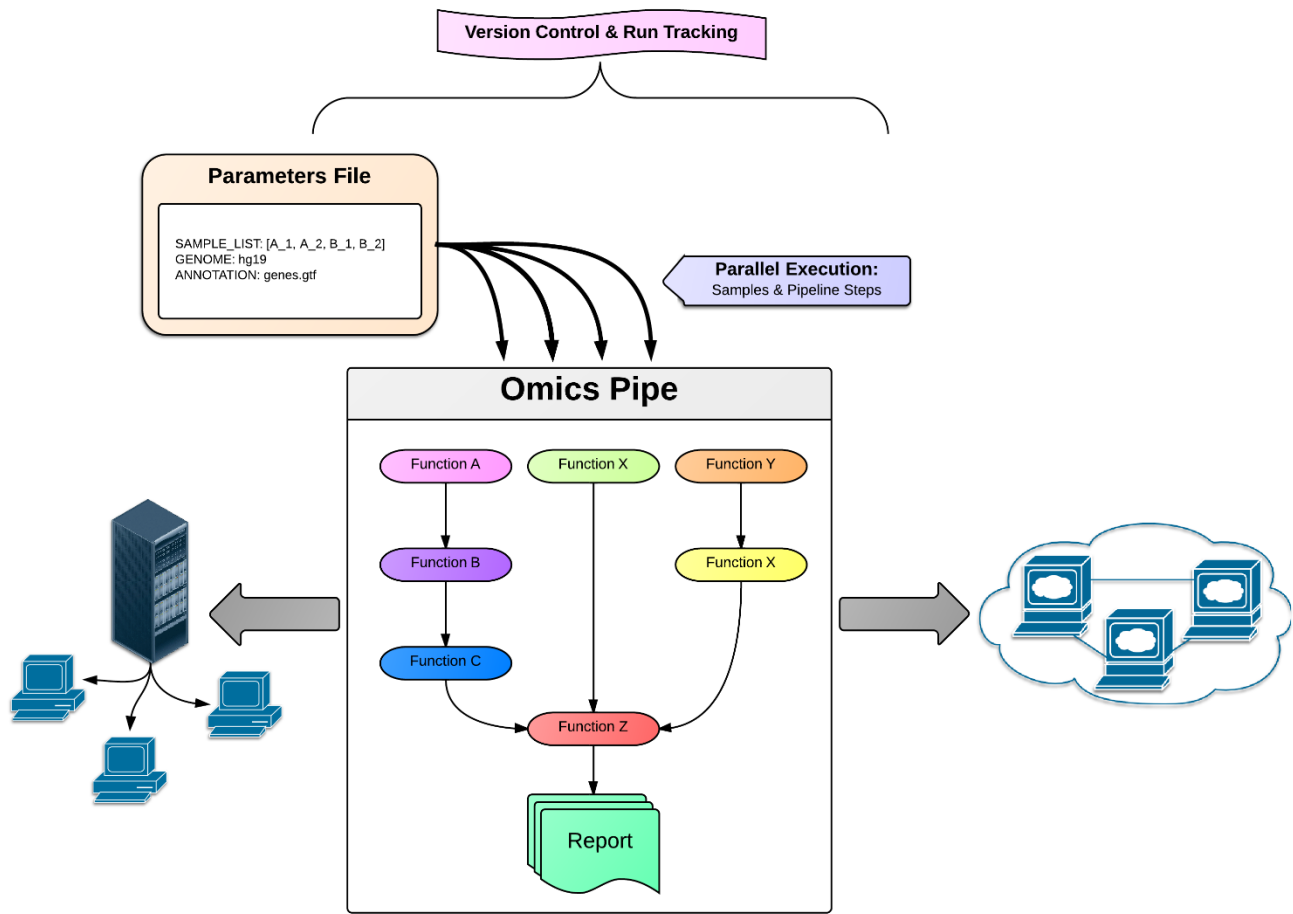 Version Control & Run Tracking
Parameters File
SAMPLE_LIST: [A_1, A_2, B_1, B_2]
GENOME: hg19
ANNOTATION: genes.gtf
Parallel Execution:
Samples & Pipeline Steps
Omics Pipe
Function A
Function X
Function Y
Function B
Function X
Function C
Function Z
Report